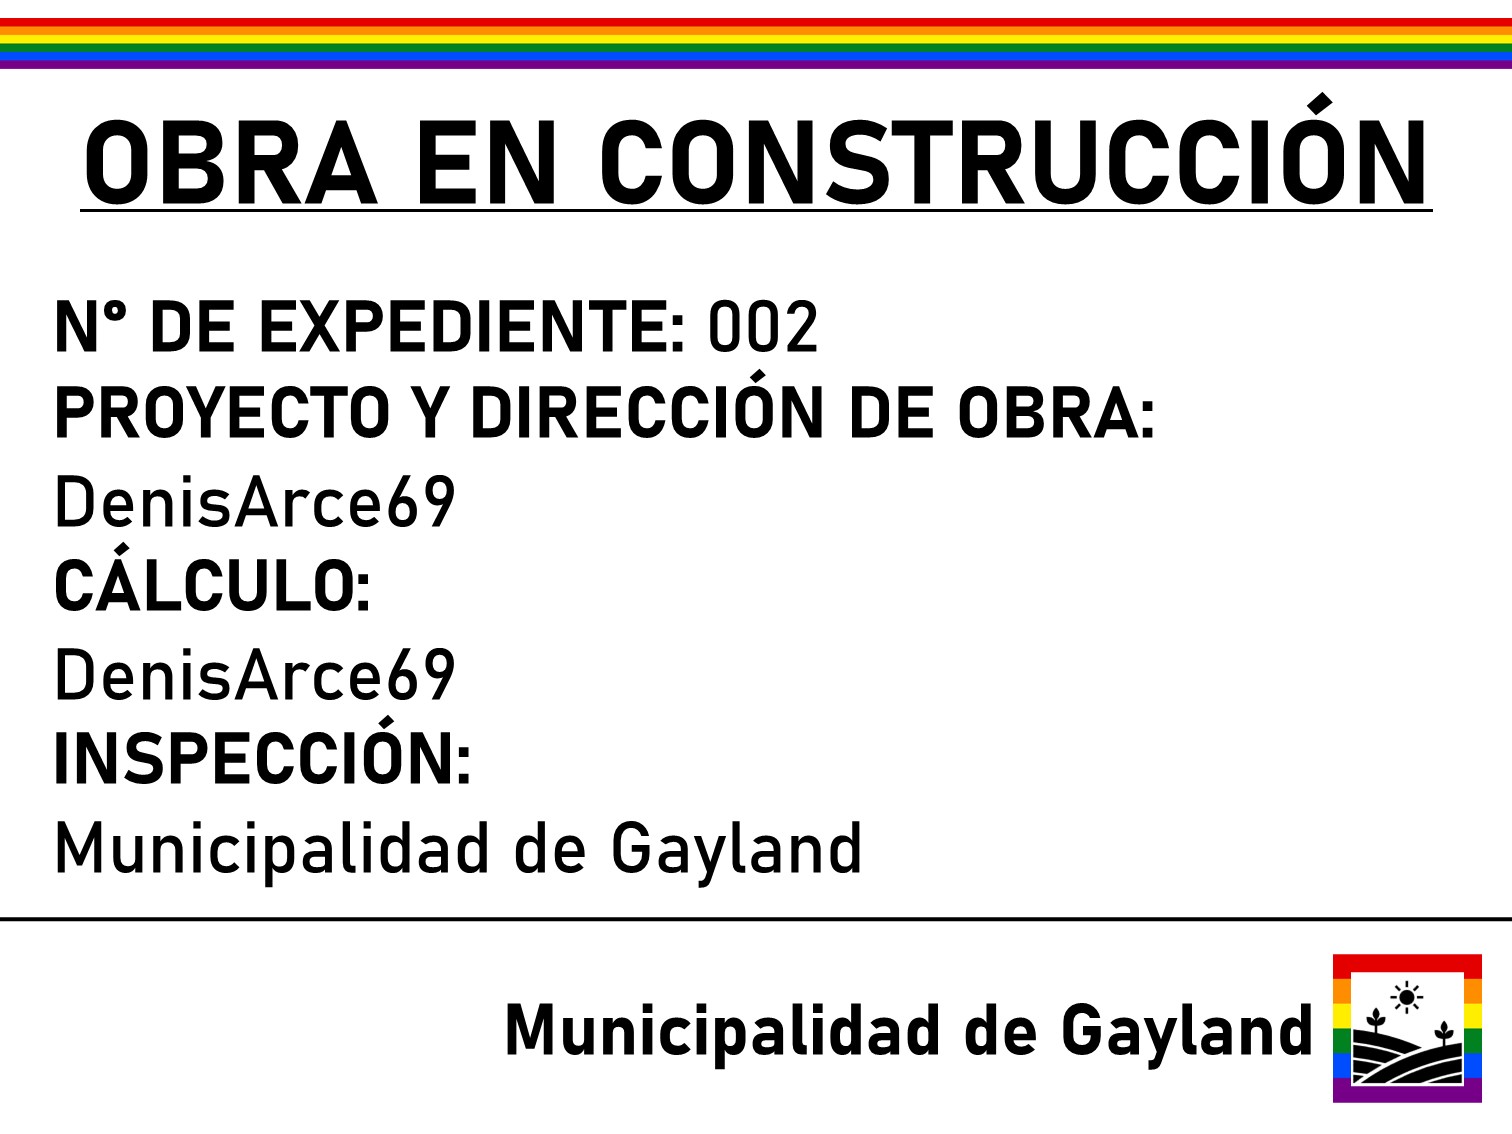 OBRA EN CONSTRUCCIÓN
N° DE EXPEDIENTE: 002
PROYECTO Y DIRECCIÓN DE OBRA:
DenisArce69
CÁLCULO:
DenisArce69
INSPECCIÓN:
Municipalidad de Gayland
Municipalidad de Gayland